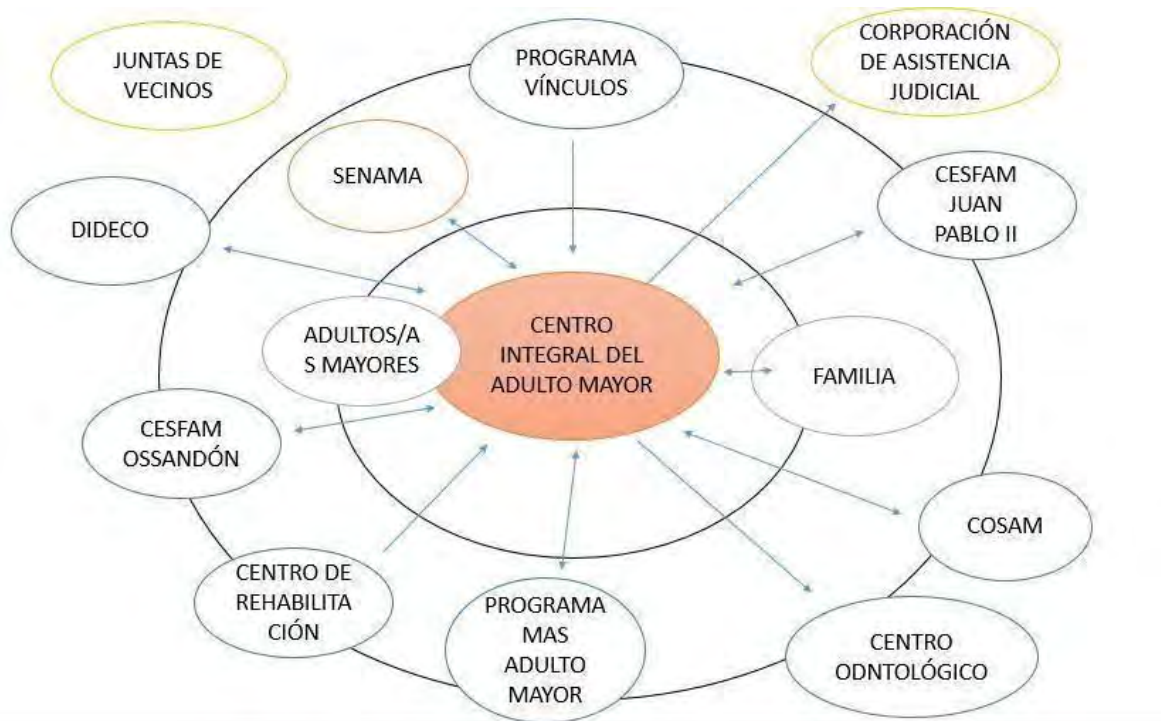 JUNTAS DE
VECINOS
PROGRAMA
VÍNCULOS
CORPORACIÓN
DE ASISTENCIA
JUDICIAL
SENAMA
CESFAM
JUAN
PABLO II
DIDECO
ADULTOS/A
S MAYORES
CENTRO
INTEGRAL DEL
ADULTO MAYOR
FAMILIA
CESFAM
OSSANDÓN
COSAM
CENTRO DE
REHABILITA
CIÓN
PROGRAMA
MAS
ADULTO
MAYOR
CENTRO
ODNTOLÓGICO